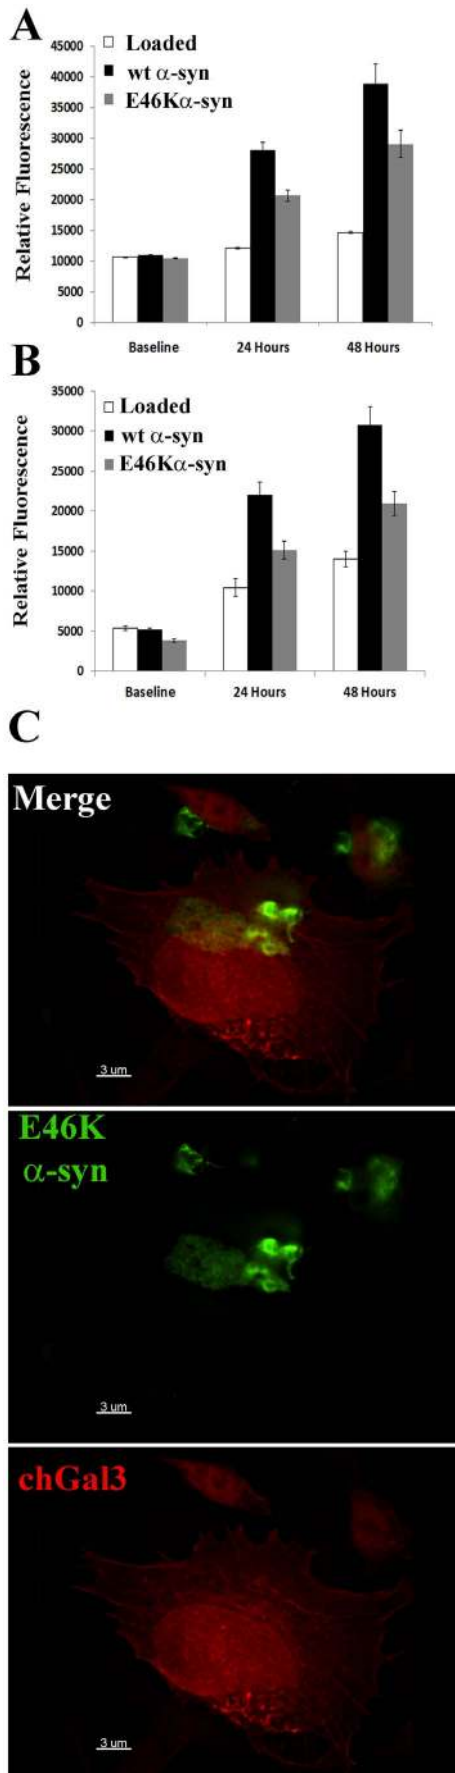 A
Relative Fluorescence
45000
40000
35000
30000
25000
20000
15000
10000
5000
0
Loaded
wt α-syn
E46Kα-syn
Baseline
24 Hours
48 Hours
B
Relative Fluorescence
35000
30000
25000
20000
15000
10000
5000
0
Loaded
wt α-syn
E46Kα-syn
Baseline
24 Hours
48 Hours
C
Merge
3 um
E46K
α-syn
3 um
chGal3
3 um